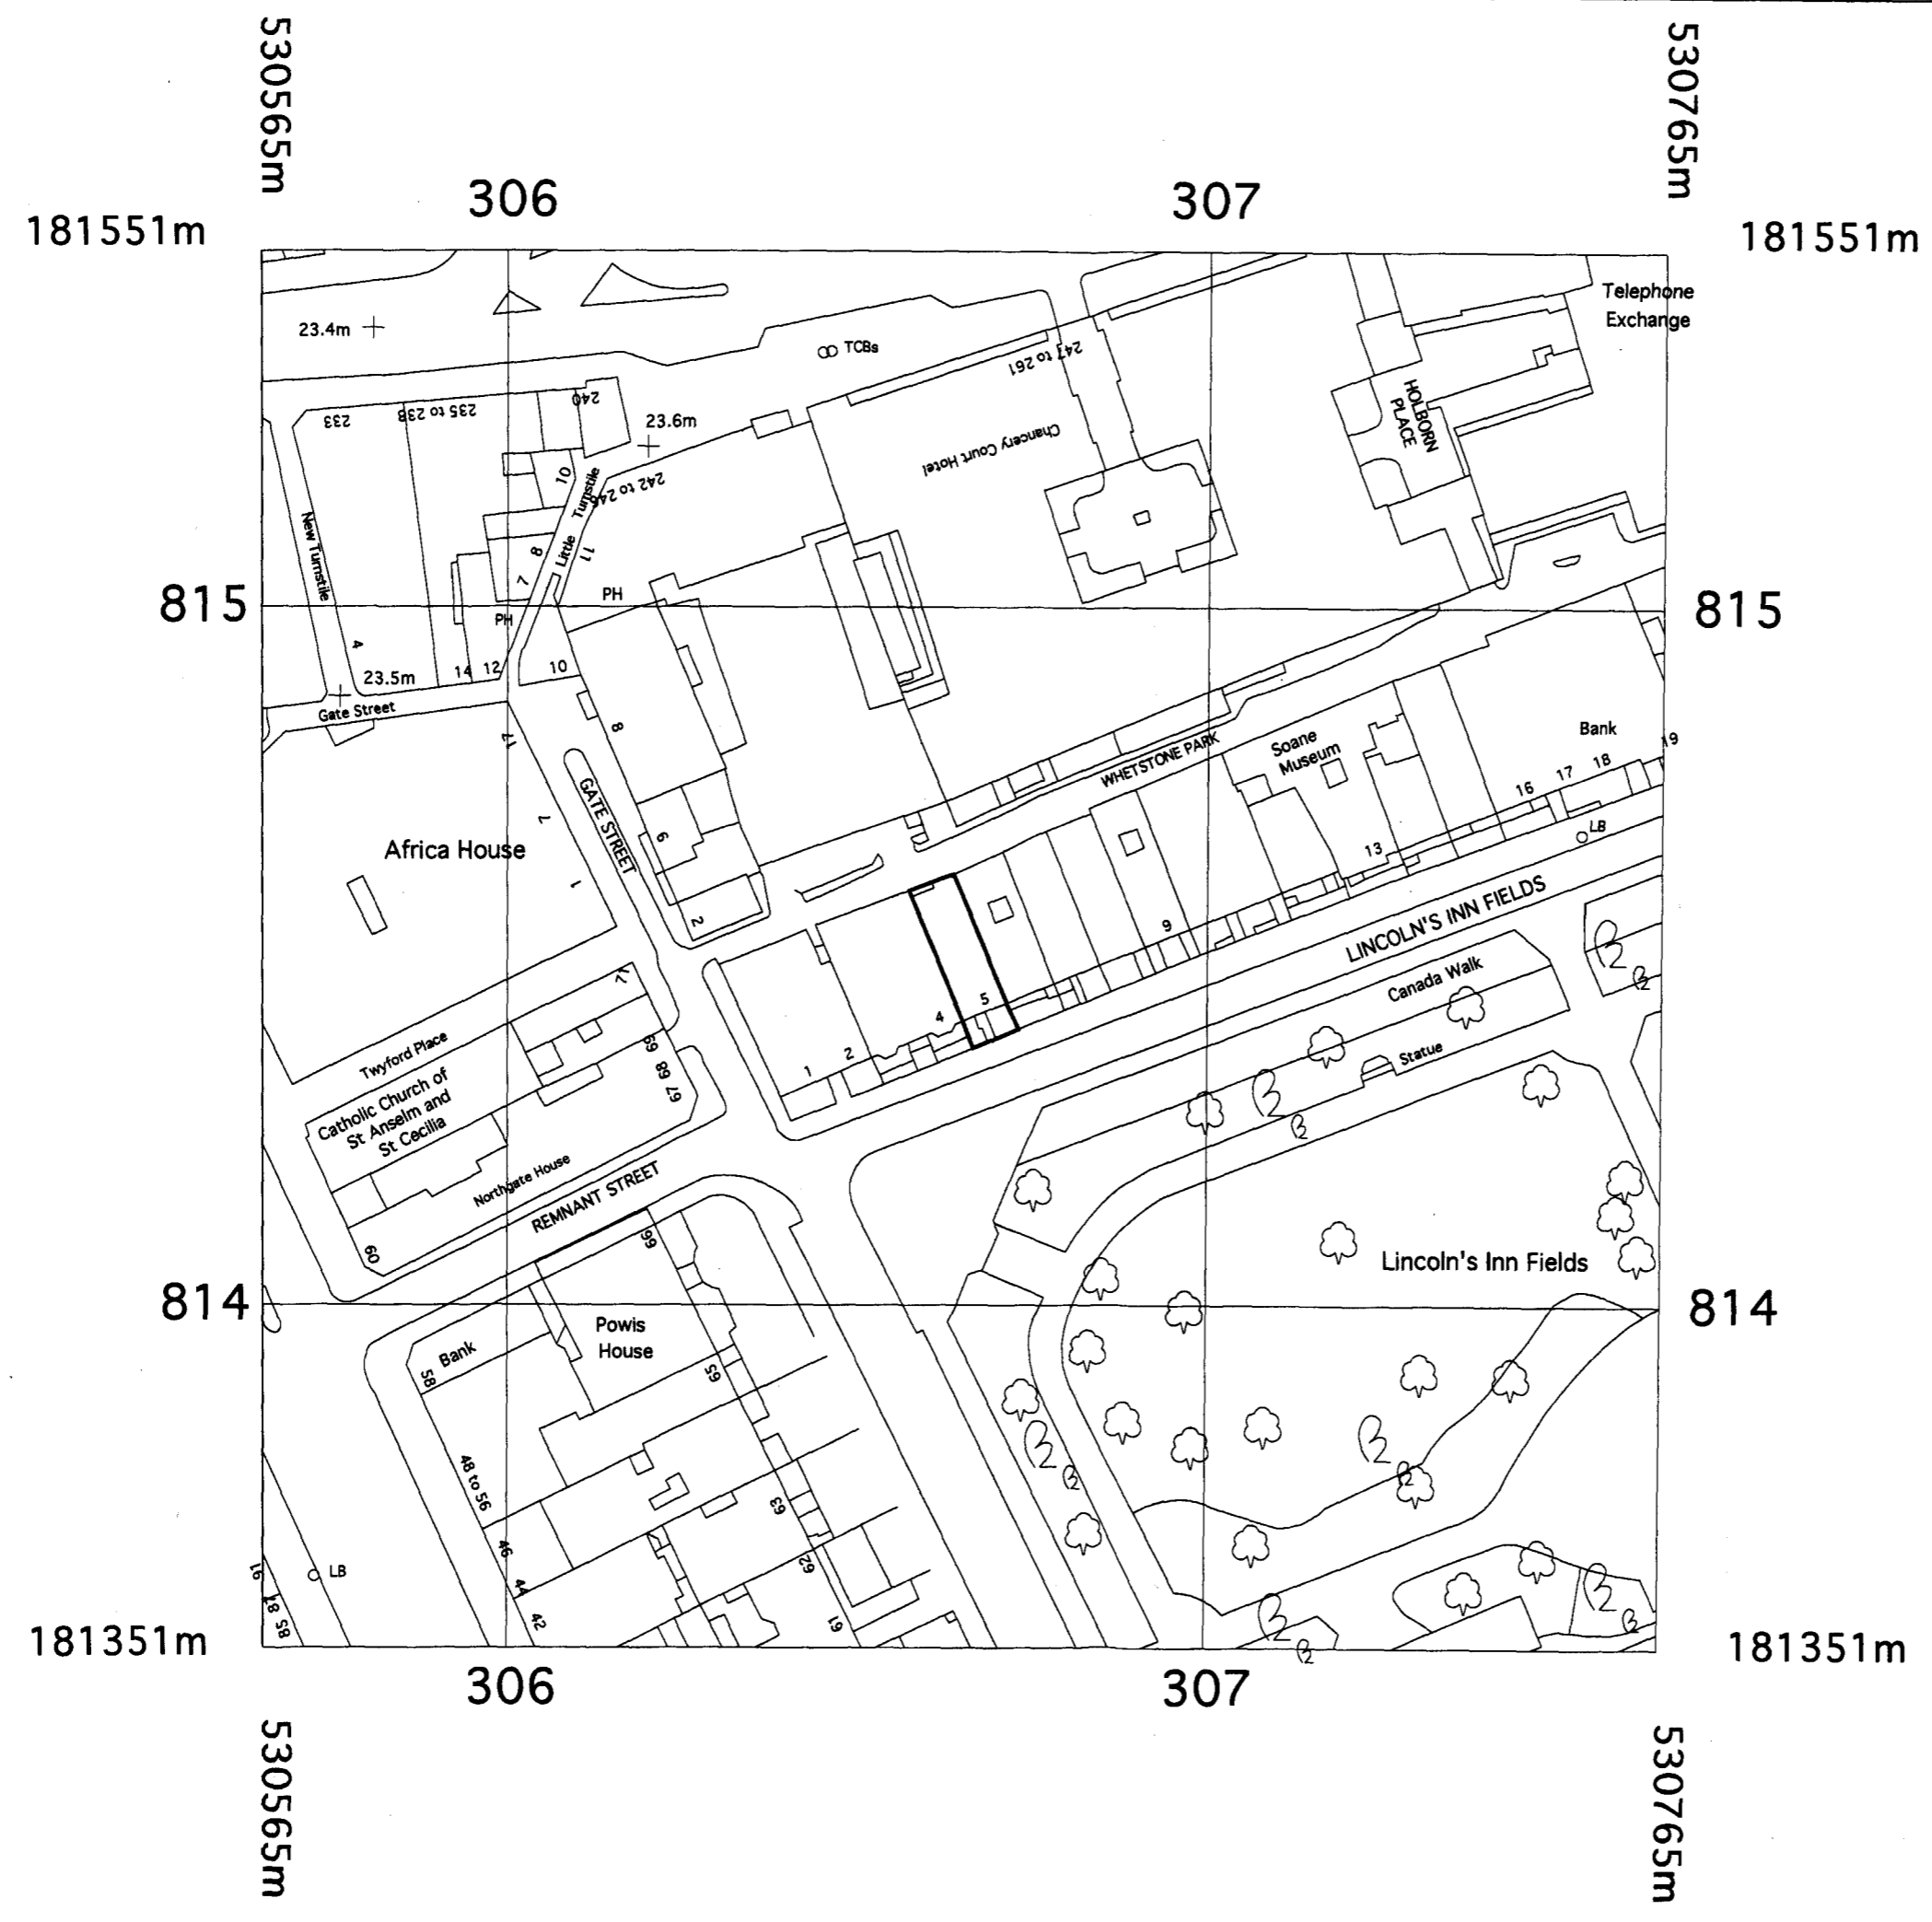 530565m
530765m
306
307
181551m
181551m
Telephone
Exchange
23.4m
TCBs
247 to 261
233
235 to 238
240
23.6m
HOLBORN
PLACE
Chancery Court Hotel
10
Little Turnstile
242 to 246
New Turnstile
8
11
7
PH
815
815
PH
4
14
12
10
23.5m
Gate Street
17
8
WHETSTONE PARK
Soane
Museum
Bank
19
18
17
16
GATE STREET
7
6
Africa House
13
LB
1
2
9
LINCOLN'S INN FIELDS
Canada Walk
71
5
4
2
1
Statue
Twyford Place
69
68
67
Catholic Church of
St Anselm and
St Cecilia
Northgate House
REMNANT STREET
60
66
Lincoln's Inn Fields
814
814
Powis
House
Bank
58
65
48 to 56
63
46
62
LB
44
91
42
61
87
85
181351m
181351m
306
307
530565m
530765m